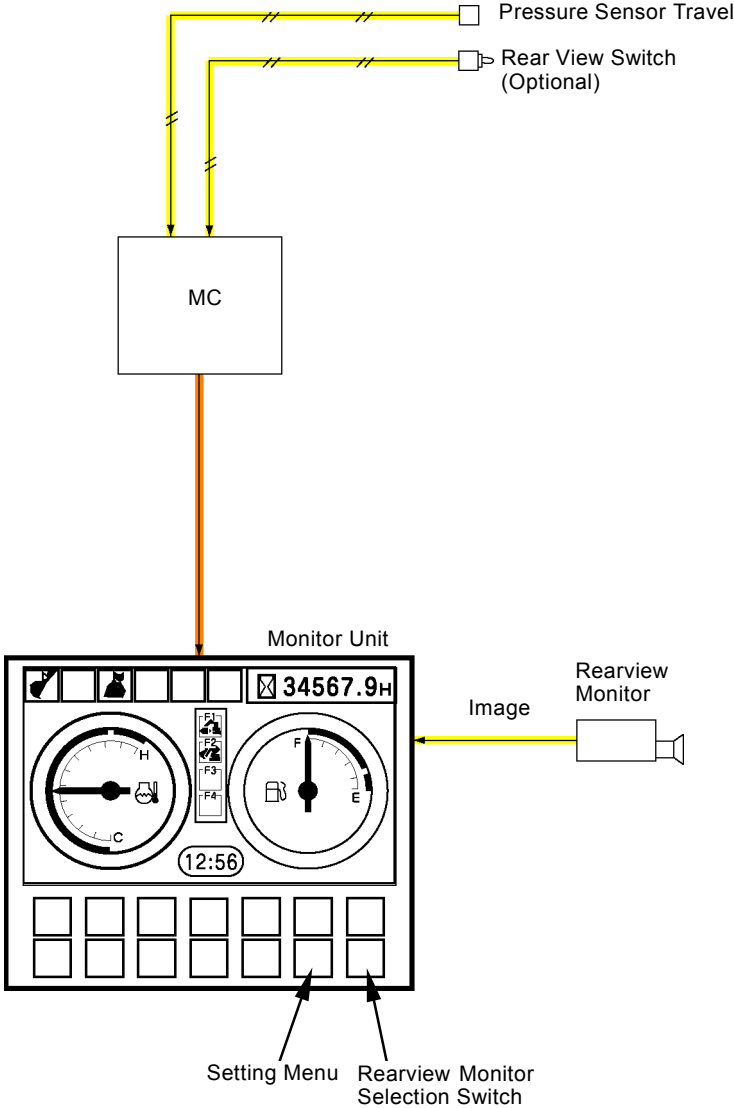 Pressure Sensor Travel
Rear View Switch
(Optional)
MC
Monitor Unit
34567.9H
F1
F2
F3
F4
H
C
F
E
12:56
Image
Rearview
Monitor
Setting Menu
Rearview Monitor
Selection Switch